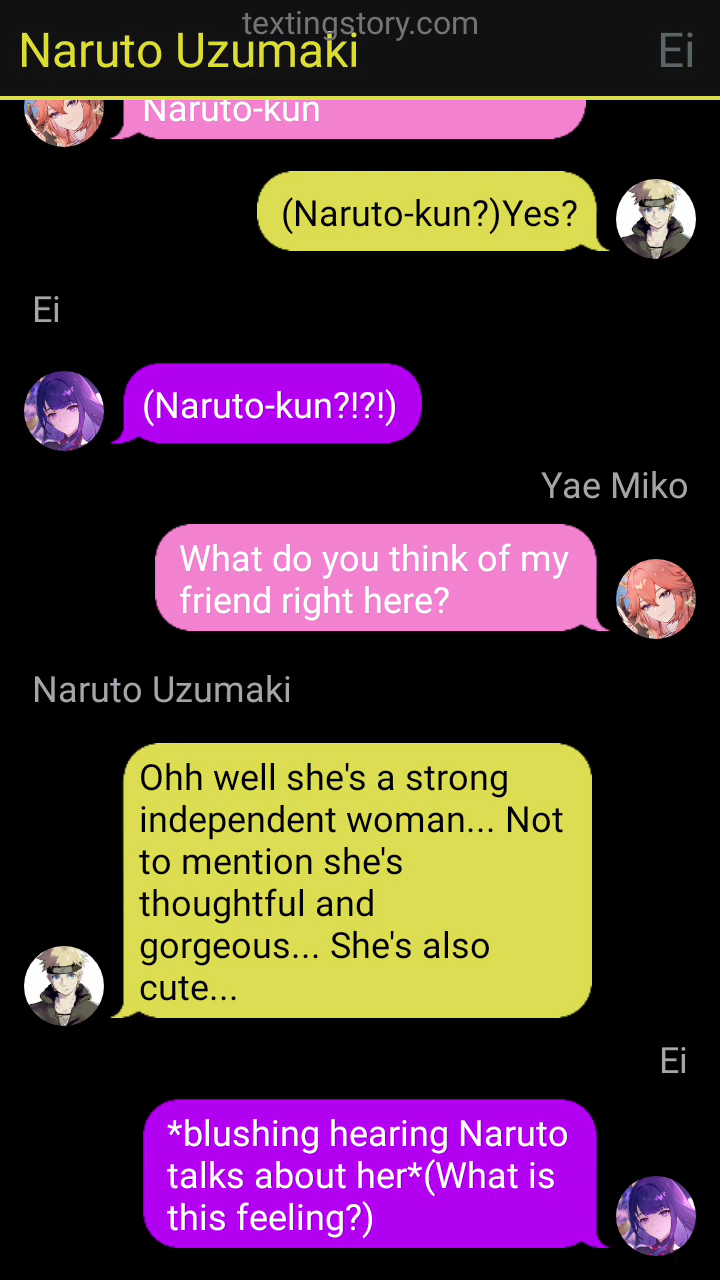 textingstory.com
Naruto Uzumaki
Ei
Naruto-kun
(Naruto-kun?)Yes?
Ei
(Naruto-kun?!?!)
Yae Miko
What do you think of my
friend right here?
Naruto Uzumaki
Ohh well she's a strong
independent woman... Not
to mention she's
thoughtful and
gorgeous... She's also
cute...
Ei
*blushing hearing Naruto
talks about her*(What is
this feeling?)